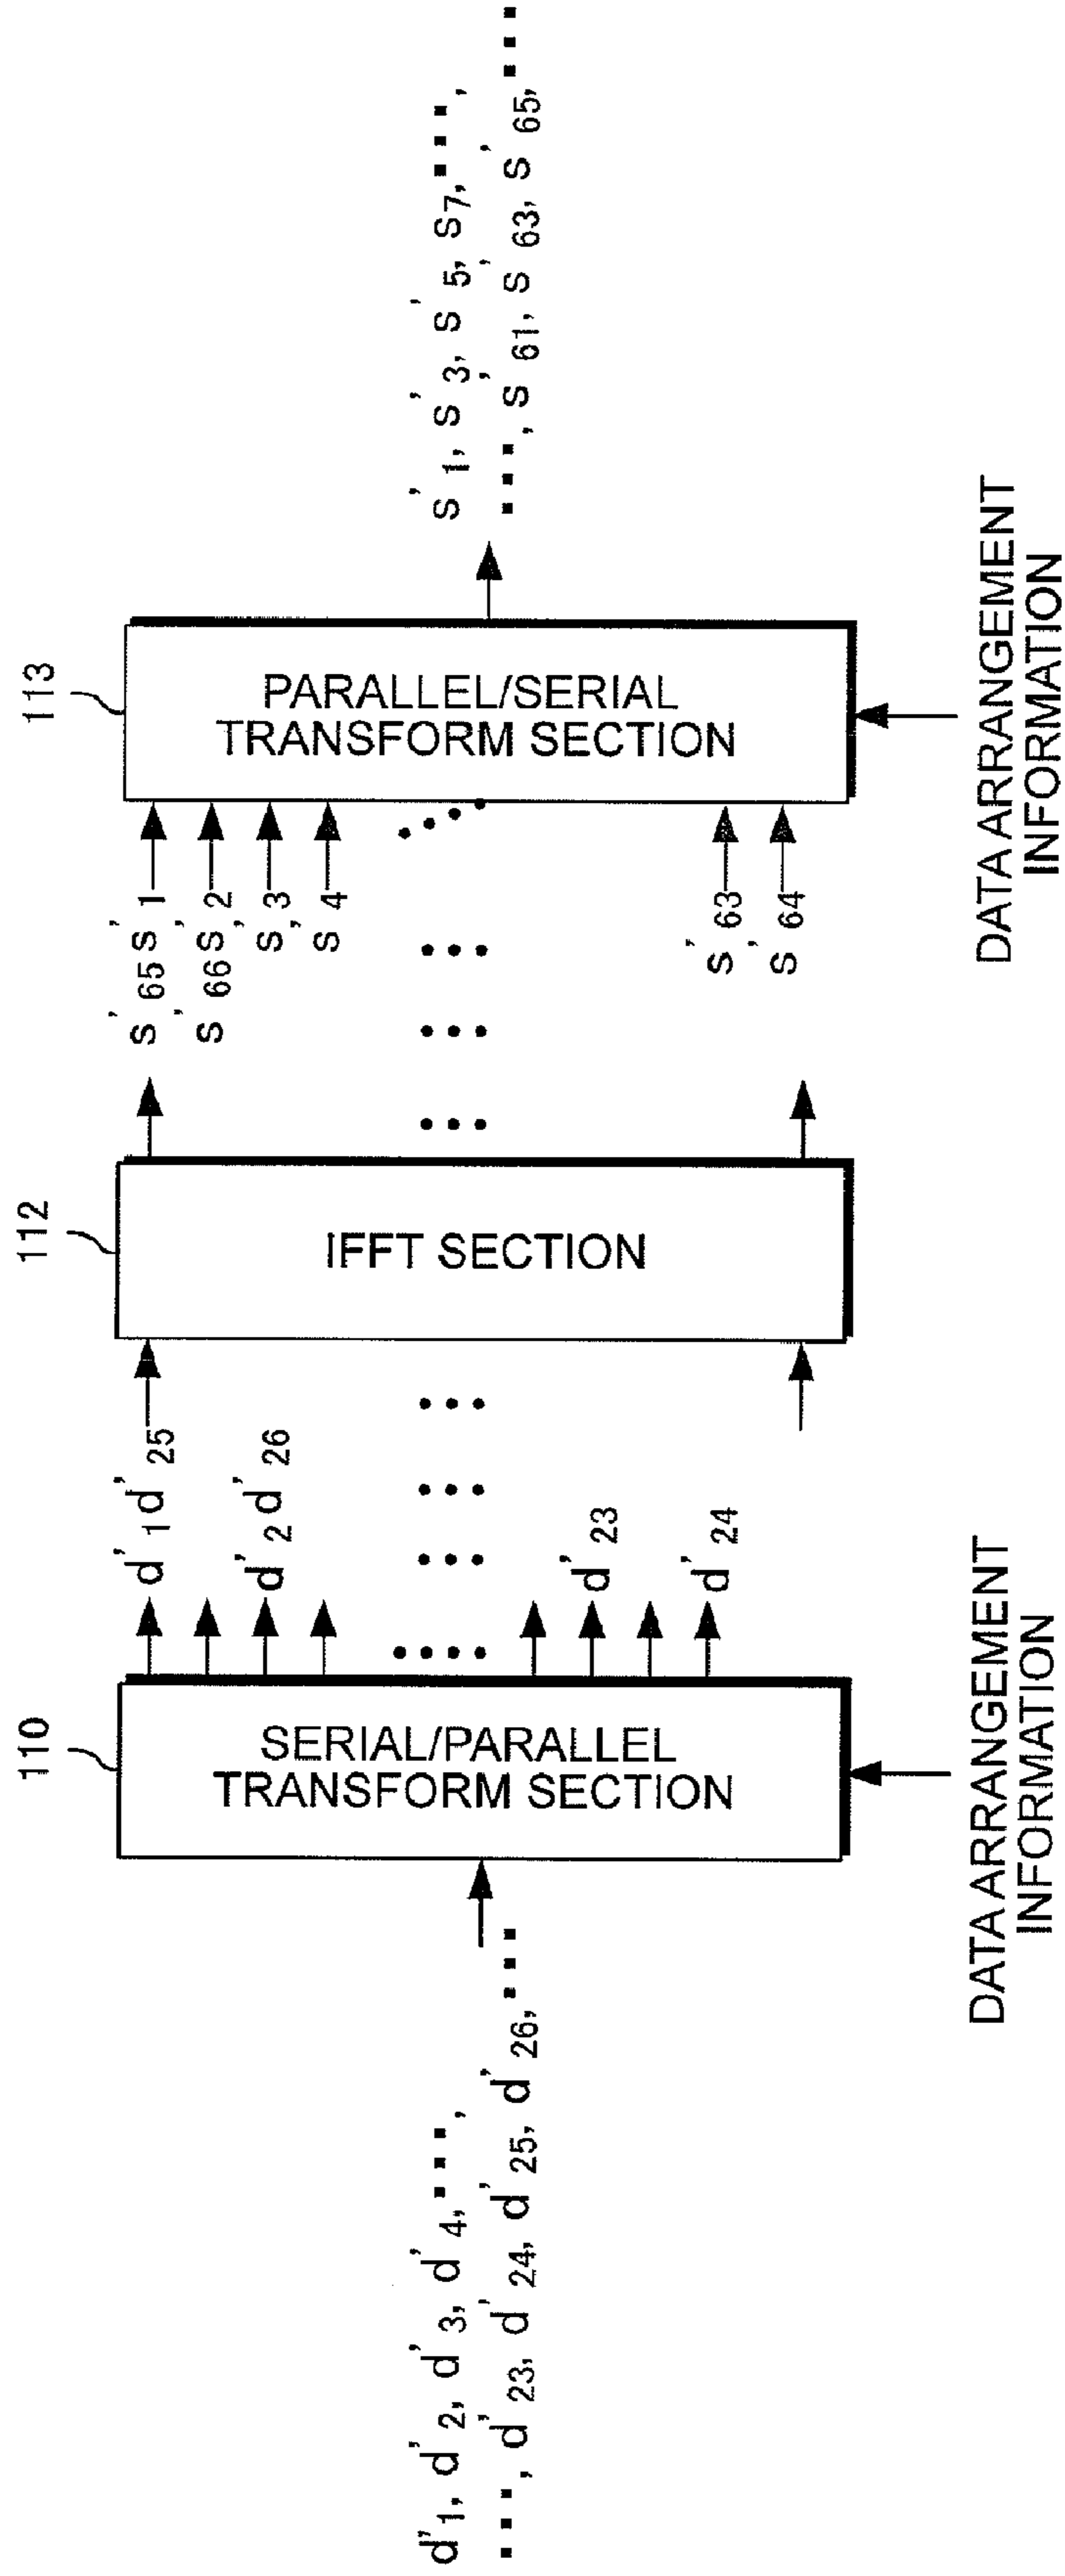 d'1, d'2, d'3, d'4, ...,
..., d'23, d'24, d'25, d'26, ...
110
SERIAL/PARALLEL
TRANSFORM SECTION
DATA ARRANGEMENT
INFORMATION
d'1 d'25
d'2 d'26
d'23
d'24
112
IFFT SECTION
s'65 s'1
s'66 s'2
s'3
s'4
s'63
s'64
113
PARALLEL/SERIAL
TRANSFORM SECTION
DATA ARRANGEMENT
INFORMATION
s'1, s'3, s'5, s'7, ...,
..., s'61, s'63, s'65, ...